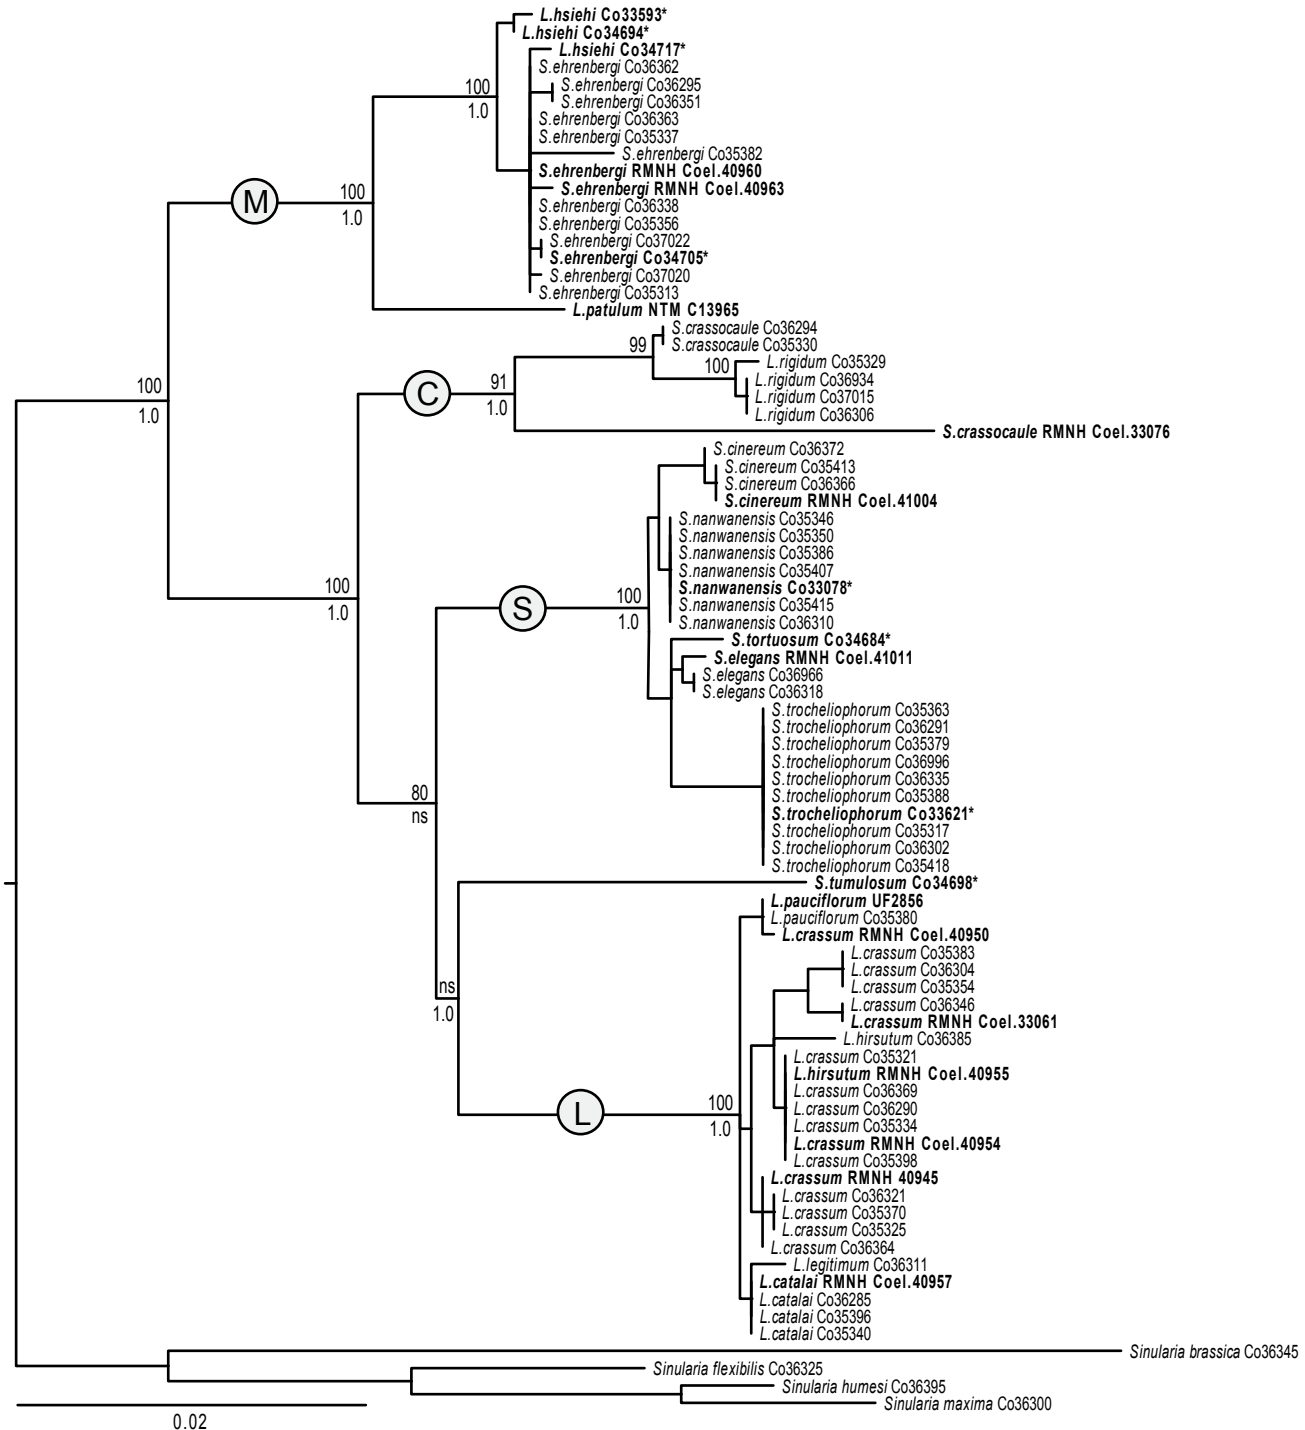 L.hsiehi Co33593*
L.hsiehi Co34694*
L.hsiehi Co34717*
S.ehrenbergi Co36362
100
1.0
S.ehrenbergi Co36295
S.ehrenbergi Co36351
S.ehrenbergi Co36363
S.ehrenbergi Co35337
S.ehrenbergi Co35382
S.ehrenbergi RMNH Coel.40960
S.ehrenbergi RMNH Coel.40963
M
100
1.0
S.ehrenbergi Co36338
S.ehrenbergi Co35356
S.ehrenbergi Co37022
S.ehrenbergi Co34705*
S.ehrenbergi Co37020
S.ehrenbergi Co35313
L.patulum NTM C13965
S.crassocaule Co36294
S.crassocaule Co35330
99
L.rigidum Co35329
100
L.rigidum Co36934
L.rigidum Co37015
L.rigidum Co36306
100
1.0
C
91
1.0
S.crassocaule RMNH Coel.33076
S.cinereum Co36372
S.cinereum Co35413
S.cinereum Co36366
S.cinereum RMNH Coel.41004
S.nanwanensis Co35346
S.nanwanensis Co35350
S.nanwanensis Co35386
S.nanwanensis Co35407
S.nanwanensis Co33078*
S.nanwanensis Co35415
S.nanwanensis Co36310
100
1.0
S
100
1.0
S.tortuosum Co34684*
S.elegans RMNH Coel.41011
S.elegans Co36966
S.elegans Co36318
S.trocheliophorum Co35363
S.trocheliophorum Co36291
S.trocheliophorum Co35379
S.trocheliophorum Co36996
S.trocheliophorum Co36335
S.trocheliophorum Co35388
80
ns
S.trocheliophorum Co33621*
S.trocheliophorum Co35317
S.trocheliophorum Co36302
S.trocheliophorum Co35418
S.tumulosum Co34698*
L.pauciflorum UF2856
L.pauciflorum Co35380
L.crassum RMNH Coel.40950
L.crassum Co35383
L.crassum Co36304
L.crassum Co35354
ns
1.0
L.crassum Co36346
L.crassum RMNH Coel.33061
L.hirsutum Co36385
L.crassum Co35321
L.hirsutum RMNH Coel.40955
L.crassum Co36369
L.crassum Co36290
L
100
1.0
L.crassum Co35334
L.crassum RMNH Coel.40954
L.crassum Co35398
L.crassum RMNH 40945
L.crassum Co36321
L.crassum Co35370
L.crassum Co35325
L.crassum Co36364
L.legitimum Co36311
L.catalai RMNH Coel.40957
L.catalai Co36285
L.catalai Co35396
L.catalai Co35340
Sinularia brassica Co36345
Sinularia flexibilis Co36325
Sinularia humesi Co36395
Sinularia maxima Co36300
0.02